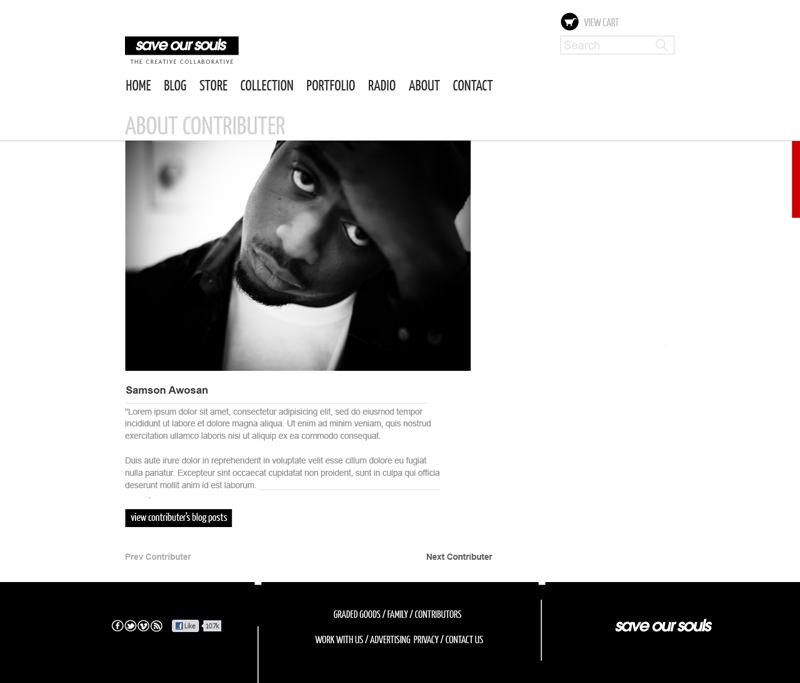 VIEW CART
save our souls
Search
THE CREATIVE COLLABORATIVE
HOME BLOG STORE COLLECTION PORTFOLIO RADIO ABOUT CONTACT
ABOUT CONTRIBUTER
Samson Awosan
"Lorem ipsum dolor sit amet, consectetur adipisicing elit, sed do eiusmod tempor
incididunt ut labore et dolore magna aliqua. Ut enim ad minim veniam, quis nostrud
exercitation ullamco laboris nisi ut aliquip ex ea commodo consequat.
Duis aute irure dolor in reprehenderit in voluptate velit esse cillum dolore eu fugiat
nulla pariatur. Excepteur sint occaecat cupidatat non proident, sunt in culpa qui officia
deserunt mollit anim id est laborum.
view contributer's blog posts
Prev Contributer
Next Contributer
GRADED GOODS / FAMILY / CONTRIBUTORS
Like 107k
save our souls
WORK WITH US / ADVERTISING PRIVACY / CONTACT US